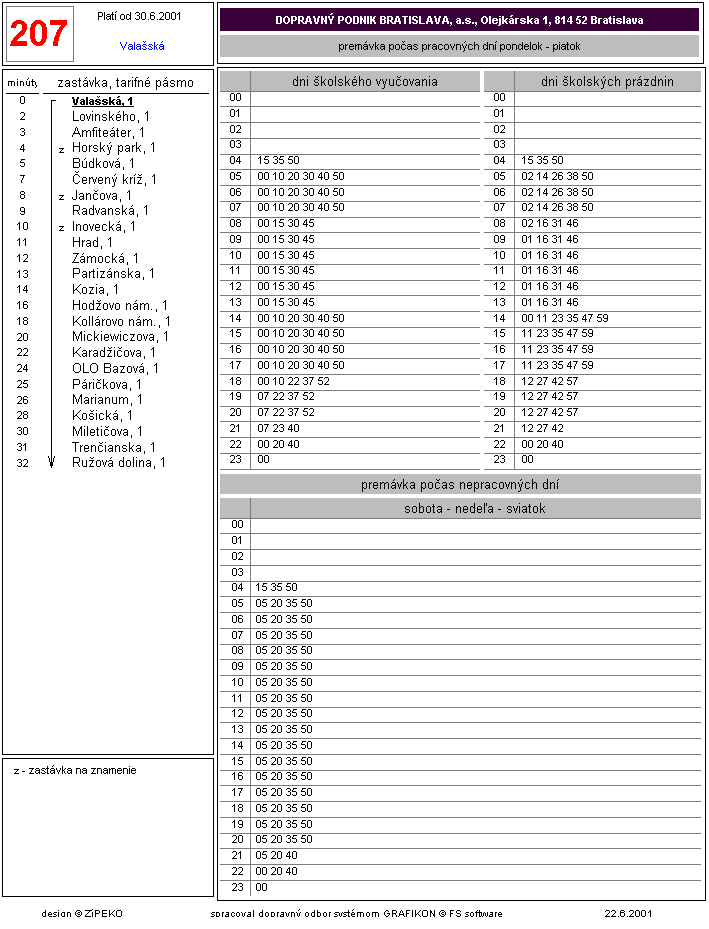 207
Platí od 30.6.2001
Valašská
DOPRAVNÝ PODNIK BRATISLAVA, a.s., Olejkárska 1, 814 52 Bratislava
premávka počas pracovných dní pondelok - piatok
minúty zastávka, tarifné pásmo
0 Valašská, 1
2 Lovinského, 1
3 Amfiteáter, 1
4 z Horský park, 1
5 Búdková, 1
7 Červený kríž, 1
8 z Jančova, 1
9 Radvanská, 1
10 z Inovecká, 1
11 Hrad, 1
12 Zámocká, 1
13 Partizánska, 1
14 Kozia, 1
16 Hodžovo nám., 1
18 Kollárovo nám., 1
20 Mickiewiczova, 1
22 Karadžičova, 1
24 OLO Bazová, 1
25 Páričkova, 1
26 Marianum, 1
28 Košická, 1
30 Miletičova, 1
31 Trenčianska, 1
32 Ružová dolina, 1
z - zastávka na znamenie
dni školského vyučovania
00
01
02
03
04 15 35 50
05 00 10 20 30 40 50
06 00 10 20 30 40 50
07 00 10 20 30 40 50
08 00 15 30 45
09 00 15 30 45
10 00 15 30 45
11 00 15 30 45
12 00 15 30 45
13 00 15 30 45
14 00 10 20 30 40 50
15 00 10 20 30 40 50
16 00 10 20 30 40 50
17 00 10 20 30 40 50
18 00 10 22 37 52
19 07 22 37 52
20 07 22 37 52
21 07 23 40
22 00 20 40
23 00
dni školských prázdnin
00
01
02
03
04 15 35 50
05 02 14 26 38 50
06 02 14 26 38 50
07 02 14 26 38 50
08 02 16 31 46
09 01 16 31 46
10 01 16 31 46
11 01 16 31 46
12 01 16 31 46
13 01 16 31 46
14 00 11 23 35 47 59
15 11 23 35 47 59
16 11 23 35 47 59
17 11 23 35 47 59
18 12 27 42 57
19 12 27 42 57
20 12 27 42 57
21 12 27 42
22 00 20 40
23 00
premávka počas nepracovných dní
sobota - nedeľa - sviatok
00
01
02
03
04 15 35 50
05 05 20 35 50
06 05 20 35 50
07 05 20 35 50
08 05 20 35 50
09 05 20 35 50
10 05 20 35 50
11 05 20 35 50
12 05 20 35 50
13 05 20 35 50
14 05 20 35 50
15 05 20 35 50
16 05 20 35 50
17 05 20 35 50
18 05 20 35 50
19 05 20 35 50
20 05 20 35 50
21 05 20 40
22 00 20 40
23 00
design © ZíPEKO spracoval dopravný odbor systémom GRAFIKON © FS software 22.6.2001